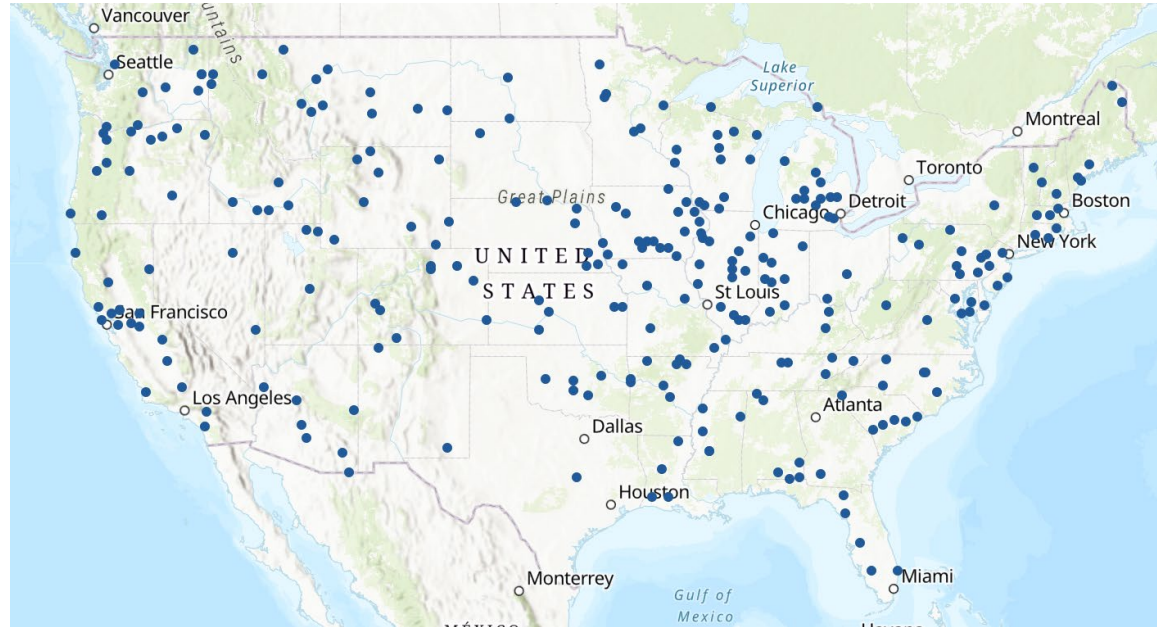 Vancouver
untains
Seattle
Lake
Superior
Montreal
Toronto
Great Plains
Chicago
Detroit
Boston
New York
UNITED
STATES
St Louis
San Francisco
Los Angeles
Atlanta
Dallas
Houston
Monterrey
Miami
Gulf of
Mexico